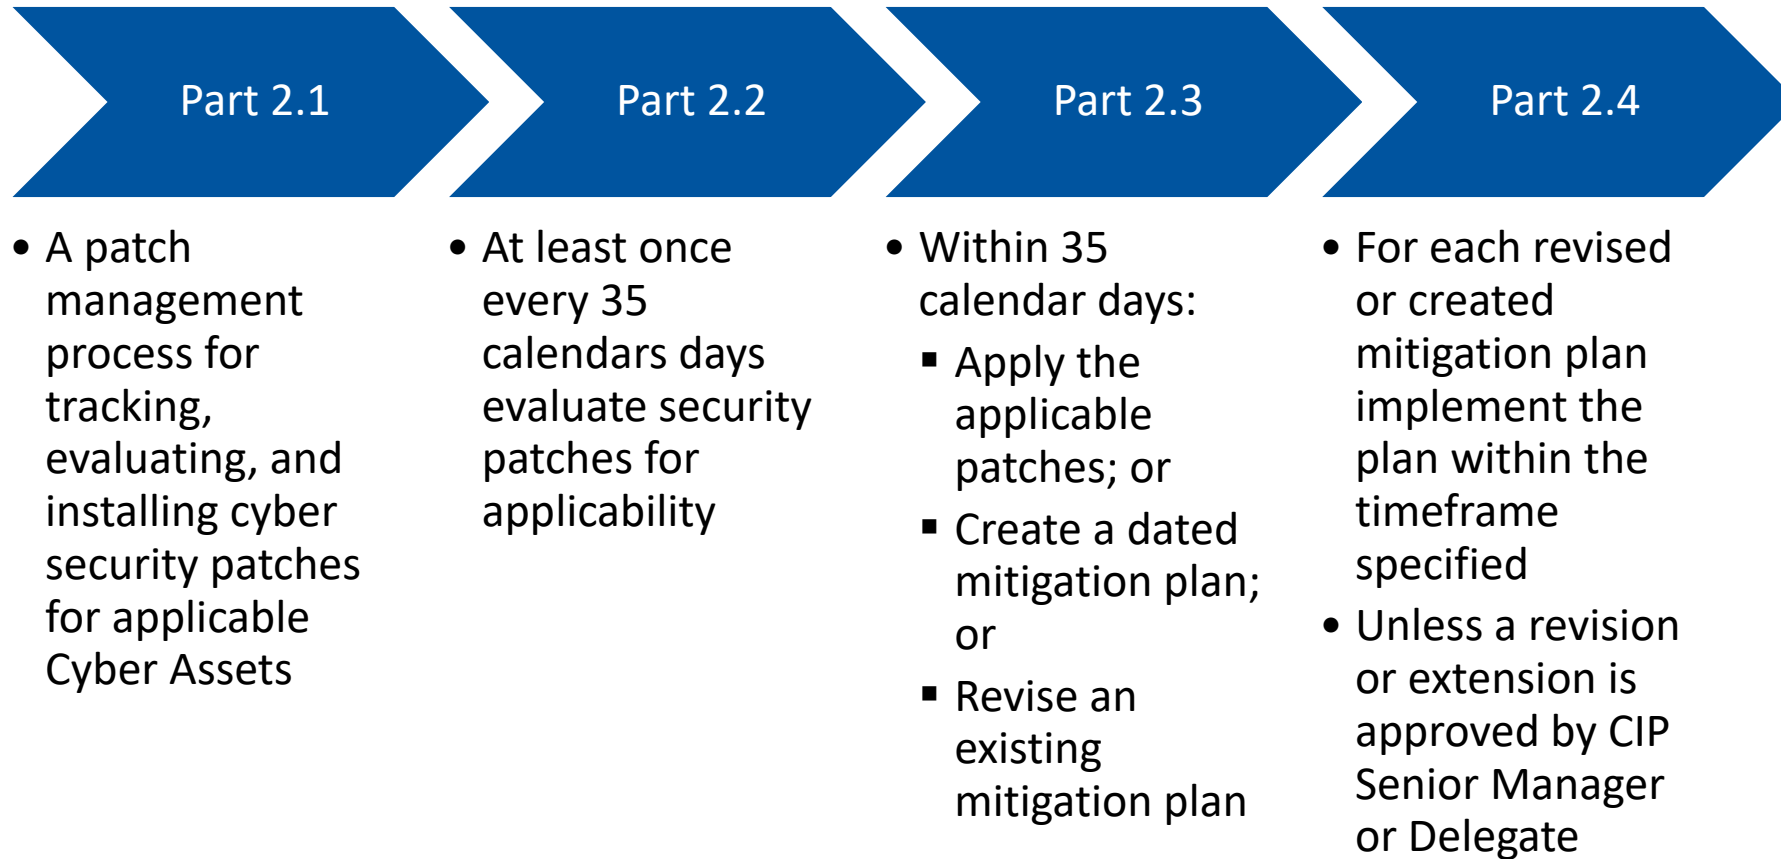 Part 2.1
Part 2.2
Part 2.3
Part 2.4
• A patch
management
process for
tracking,
evaluating, and
installing cyber
security patches
for applicable
Cyber Assets
• At least once
every 35
calendars days
evaluate security
patches for
applicability
• Within 35
calendar days:
▪ Apply the
applicable
patches; or
▪ Create a dated
mitigation plan;
or
▪ Revise an
existing
mitigation plan
• For each revised
or created
mitigation plan
implement the
plan within the
timeframe
specified
• Unless a revision
or extension is
approved by CIP
Senior Manager
or Delegate